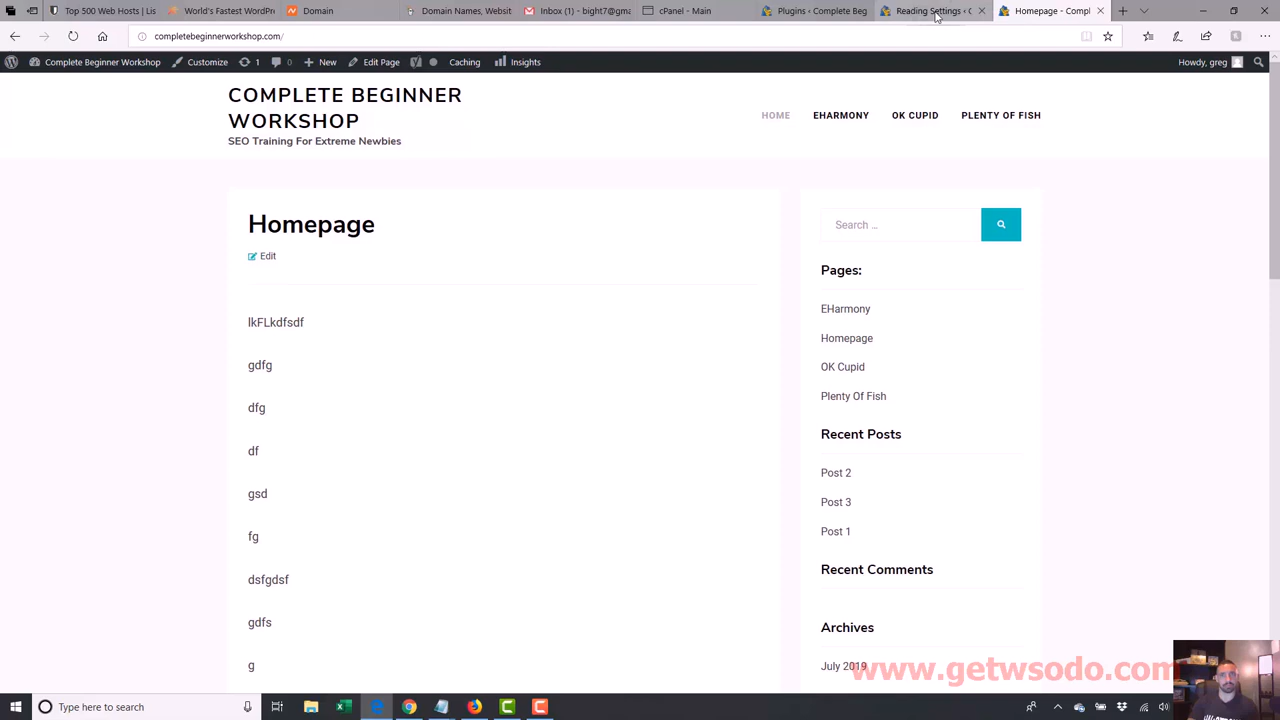 Top 500 Web Hosts Lis
World's Fastest WordPre
Domain
Domain Names, Websit
Inbox (1) - bight7@gma
cPanel - Main
Plugins ‹ Complete Beg
Reading Settings ‹ C
Homepage - Compl
completebeginnerworkshop.com/
Complete Beginner Workshop
Customize
1
0
New
Edit Page
Caching
Insights
Howdy, greg
COMPLETE BEGINNER
WORKSHOP
SEO Training For Extreme Newbies
HOME
EHARMONY
OK CUPID
PLENTY OF FISH
Homepage
Edit
lkFLkdfsdf
gdfg
dfg
df
gsd
fg
dsfgdsf
gdfs
g
Search …
Pages:
EHarmony
Homepage
OK Cupid
Plenty Of Fish
Recent Posts
Post 2
Post 3
Post 1
Recent Comments
Archives
July 2019
www.getwsodo.com
Type here to search